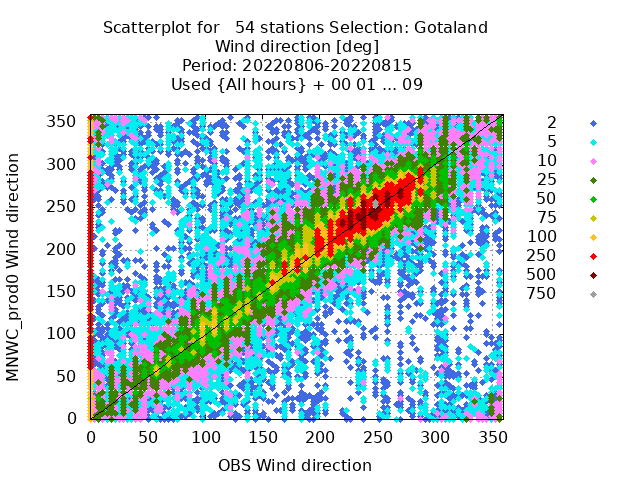 Scatterplot for   54 stations Selection: Gotaland
Wind direction [deg]
Period: 20220806-20220815
Used {All hours} + 00 01 ... 09
MNWC_prod0 Wind direction
350
300
250
200
150
100
50
0
0 50 100 150 200 250 300 350
OBS Wind direction
2
5
10
25
50
75
100
250
500
750